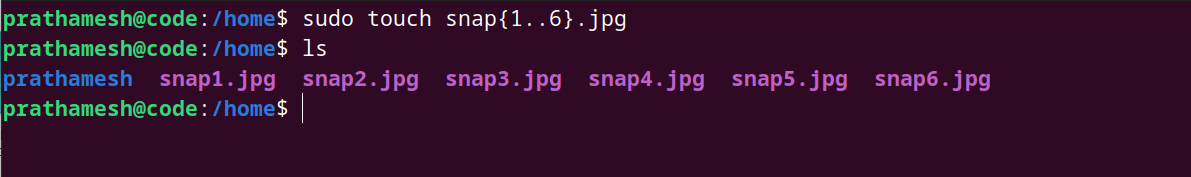 prathamesh@code:/home$ sudo touch snap{1..6}.jpg
prathamesh@code:/home$ ls
prathamesh  snap1.jpg  snap2.jpg  snap3.jpg  snap4.jpg  snap5.jpg  snap6.jpg
prathamesh@code:/home$